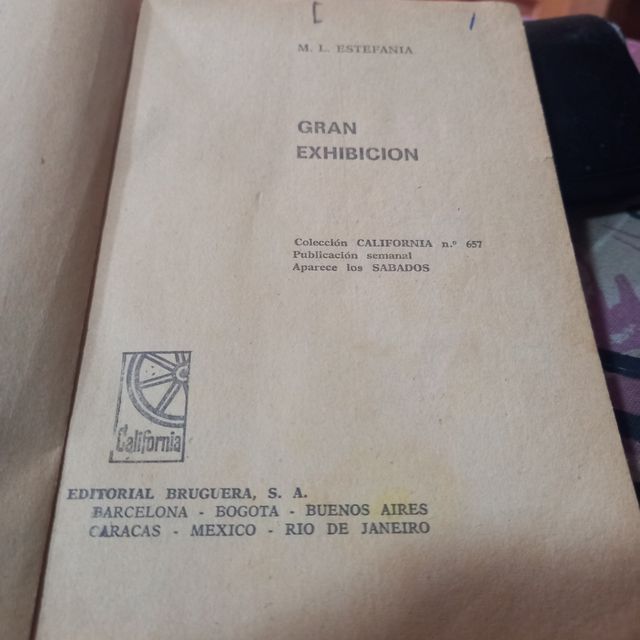 M. L. ESTEFANIA
GRAN
EXHIBICION
Colección CALIFORNIA n.º 657
Publicación semanal
Aparece los SABADOS
California
EDITORIAL BRUGUERA, S. A.
BARCELONA - BOGOTA - BUENOS AIRES
CARACAS - MEXICO - RIO DE JANEIRO